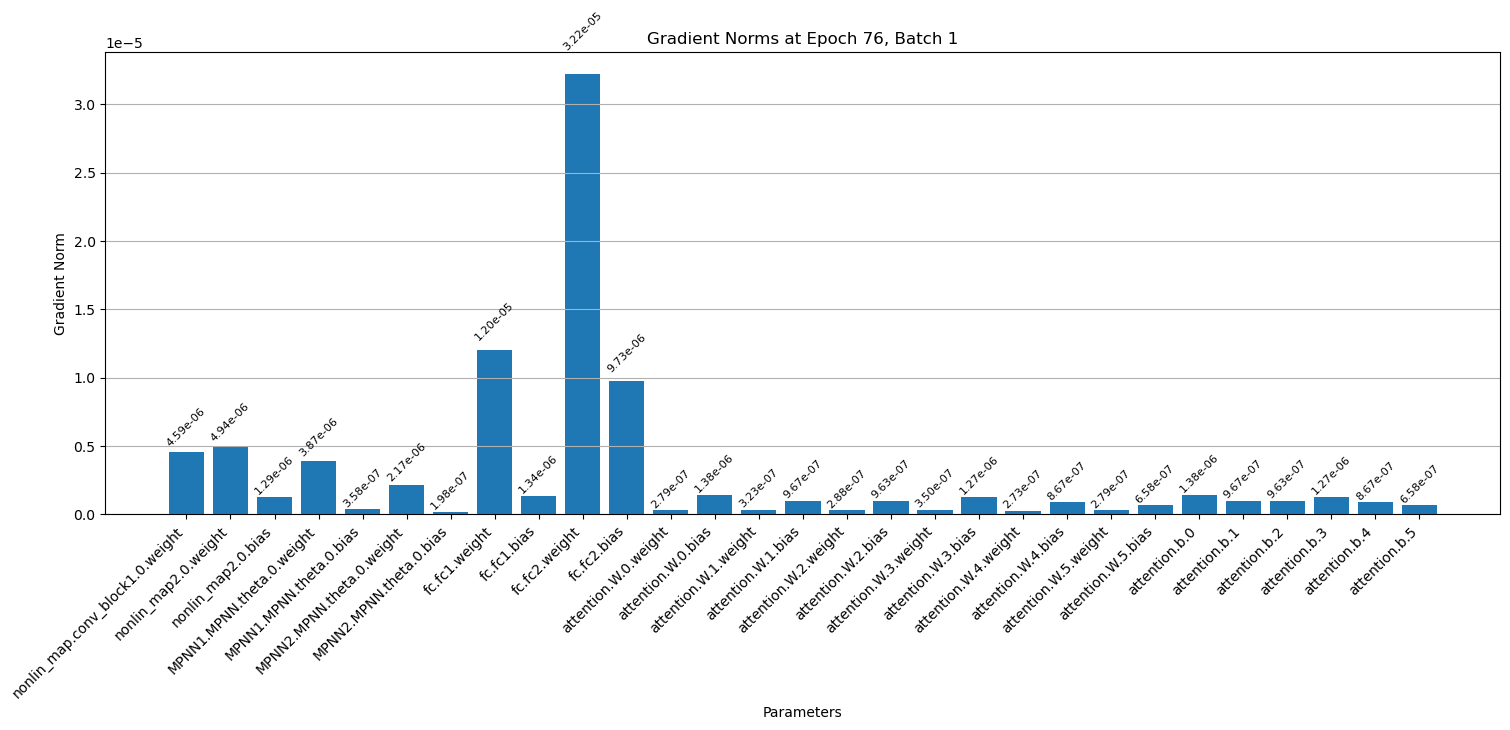 Gradient Norms at Epoch 76, Batch 1
1e−5
Gradient Norm
3.0
2.5
2.0
1.5
1.0
0.5
0.0
4.59e-06
4.94e-06
1.29e-06
3.87e-06
3.58e-07
2.17e-06
1.98e-07
1.20e-05
1.34e-06
3.22e-05
9.73e-06
2.79e-07
1.38e-06
3.23e-07
9.67e-07
2.88e-07
9.63e-07
3.50e-07
1.27e-06
2.73e-07
8.67e-07
2.79e-07
6.58e-07
1.38e-06
9.67e-07
9.63e-07
1.27e-06
8.67e-07
6.58e-07
nonlin_map.conv_block1.0.weight
nonlin_map2.0.weight
nonlin_map2.0.bias
MPNN1.MPNN.theta.0.weight
MPNN1.MPNN.theta.0.bias
MPNN2.MPNN.theta.0.weight
MPNN2.MPNN.theta.0.bias
fc.fc1.weight
fc.fc1.bias
fc.fc2.weight
fc.fc2.bias
attention.W.0.weight
attention.W.0.bias
attention.W.1.weight
attention.W.1.bias
attention.W.2.weight
attention.W.2.bias
attention.W.3.weight
attention.W.3.bias
attention.W.4.weight
attention.W.4.bias
attention.W.5.weight
attention.W.5.bias
attention.b.0
attention.b.1
attention.b.2
attention.b.3
attention.b.4
attention.b.5
Parameters